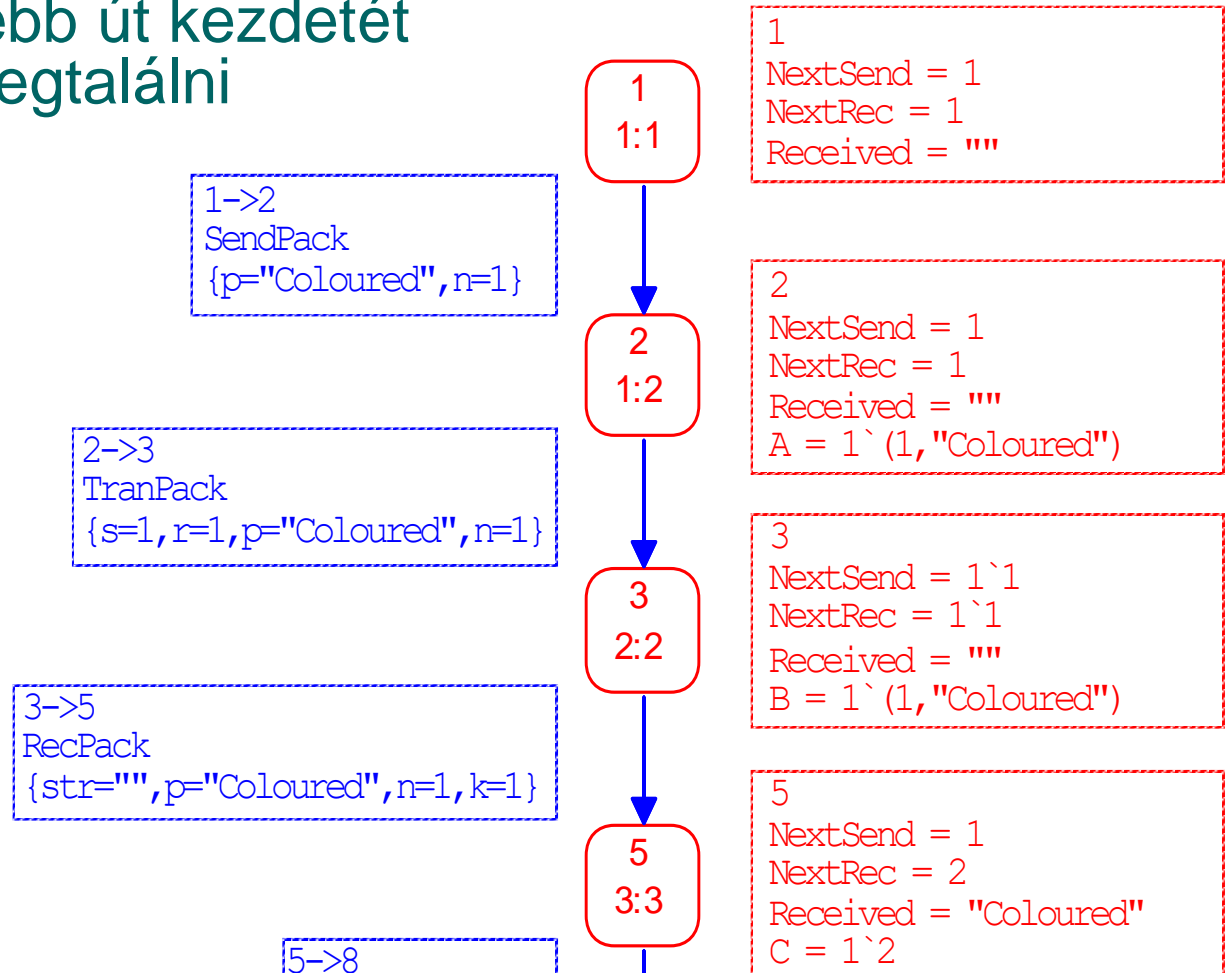 ebb út kezdetét
egtalálni
1
1:1
1
NextSend = 1
NextRec = 1
Received = ""
1->2
SendPack
{p="Coloured",n=1}
2
1:2
2
NextSend = 1
NextRec = 1
Received = ""
A = 1`(1,"Coloured")
2->3
TranPack
{s=1,r=1,p="Coloured",n=1}
3
2:2
3
NextSend = 1`1
NextRec = 1`1
Received = ""
B = 1`(1,"Coloured")
3->5
RecPack
{str="",p="Coloured",n=1,k=1}
5
3:3
5
NextSend = 1
NextRec = 2
Received = "Coloured"
C = 1`2
5->8